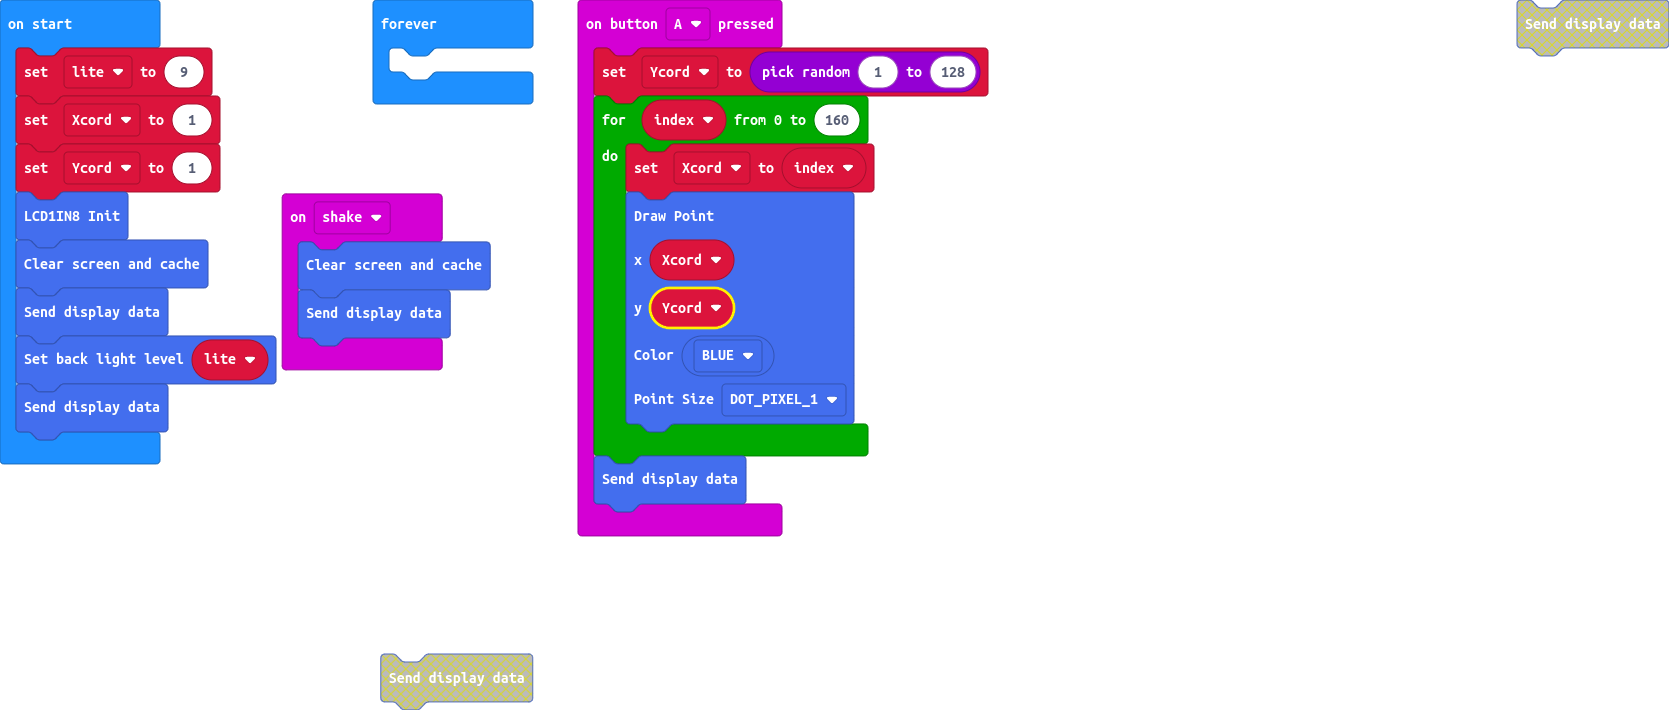 on start
set lite to 9
set Xcord to 1
set Ycord to 1
LCD1IN8 Init
Clear screen and cache
Send display data
Set back light level lite
Send display data
forever
on shake
Clear screen and cache
Send display data
on button A pressed
set Ycord to pick random 1 to 128
for index from 0 to 160
do set Xcord to index
Draw Point
x Xcord
y Ycord
Color BLUE
Point Size DOT_PIXEL_1
Send display data
Send display data
Send display data